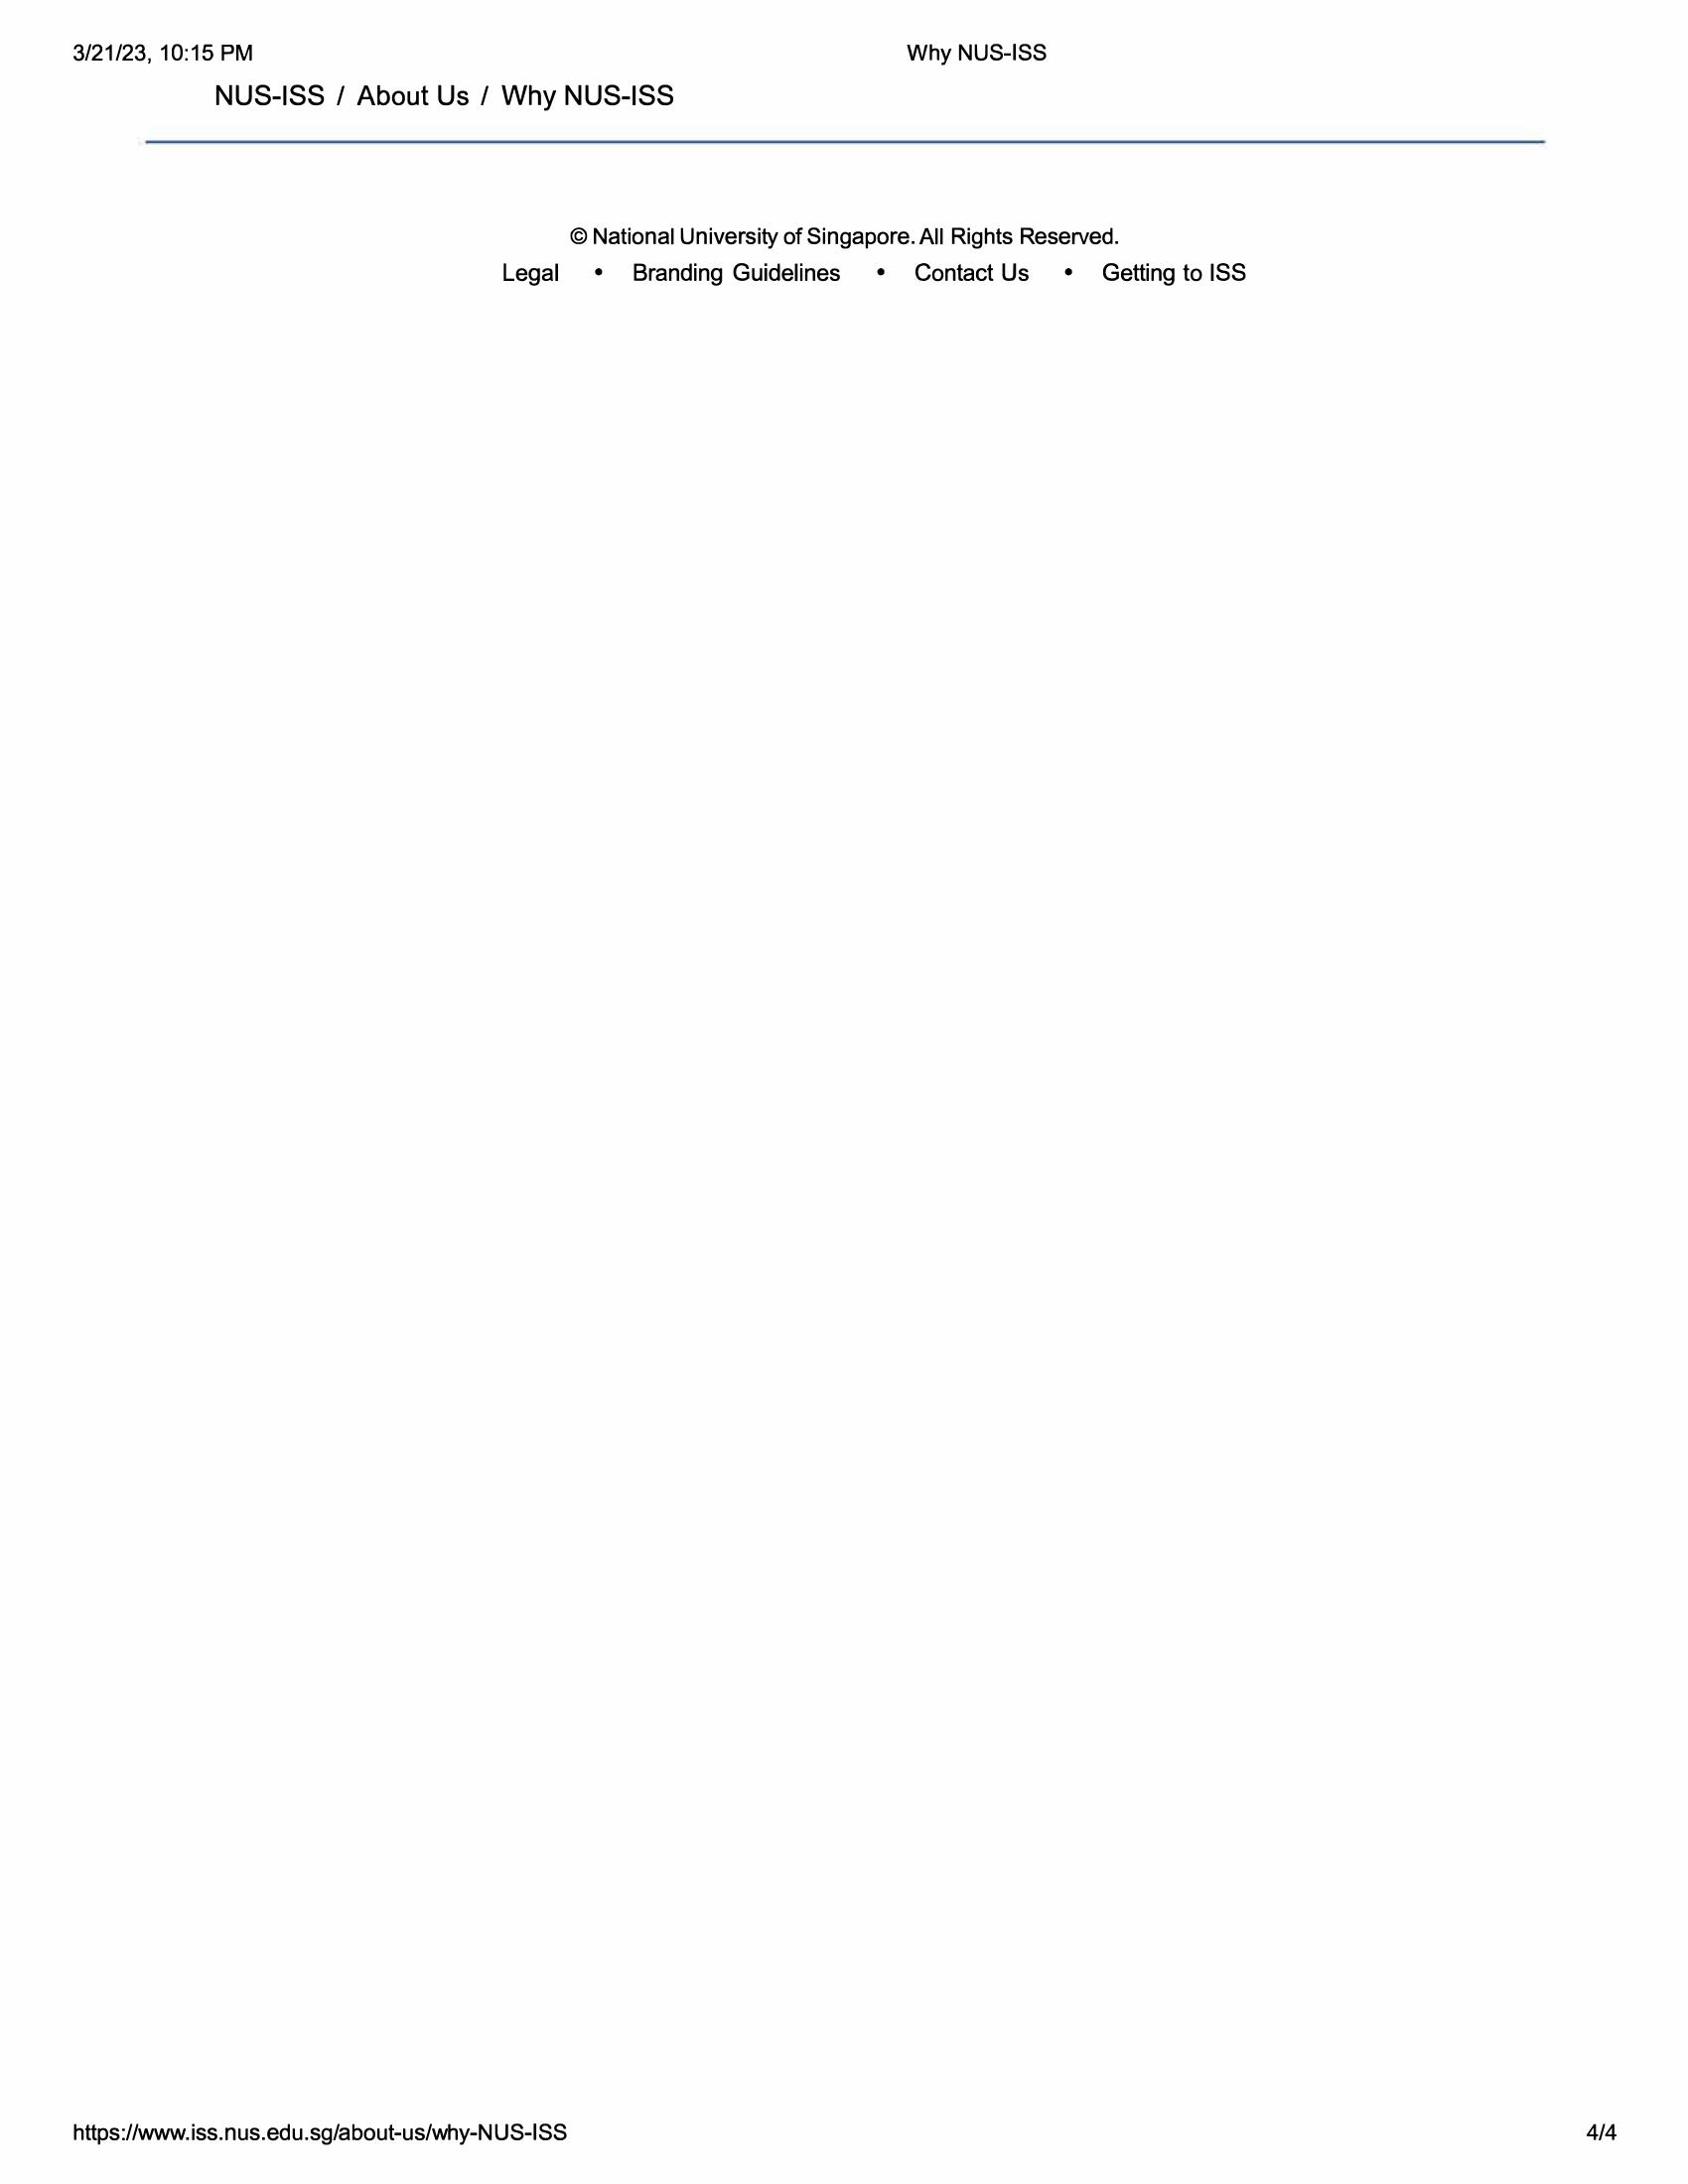 3/21/23, 10:15 PM Why NUS-ISS
NUS-ISS / About Us / Why NUS-ISS
© National University of Singapore. All Rights Reserved.
Legal • Branding Guidelines • Contact Us • Getting to ISS
https://www.iss.nus.edu.sg/about-us/why-NUS-ISS 4/4